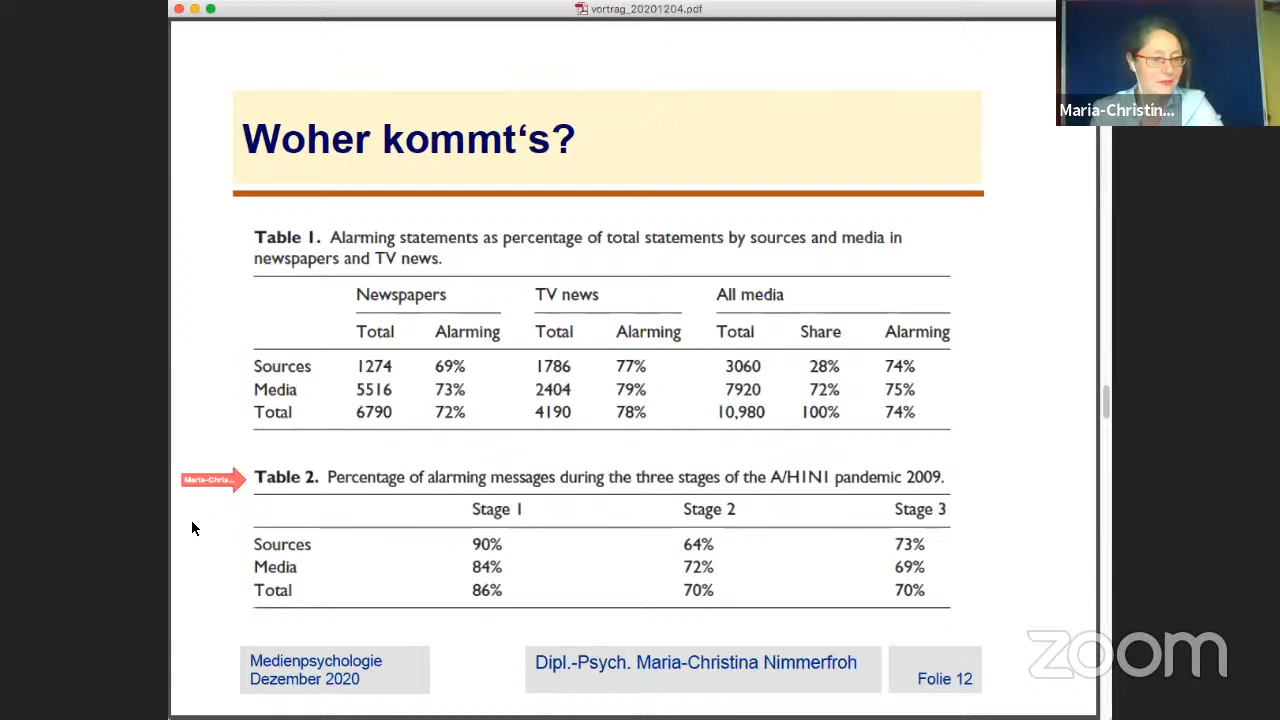 vortrag_20201204.pdf
Maria-Christin...
Woher kommt‘s?
Table 1. Alarming statements as percentage of total statements by sources and media in
newspapers and TV news.
Newspapers TV news All media
Total Alarming Total Alarming Total Share Alarming
Sources 1274 69% 1786 77% 3060 28% 74%
Media 5516 73% 2404 79% 7920 72% 75%
Total 6790 72% 4190 78% 10,980 100% 74%
Maria-Chris...
Table 2. Percentage of alarming messages during the three stages of the A/H1N1 pandemic 2009.
Stage 1 Stage 2 Stage 3
Sources 90% 64% 73%
Media 84% 72% 69%
Total 86% 70% 70%
Medienpsychologie
Dezember 2020
Dipl.-Psych. Maria-Christina Nimmerfroh
Folie 12
zoom